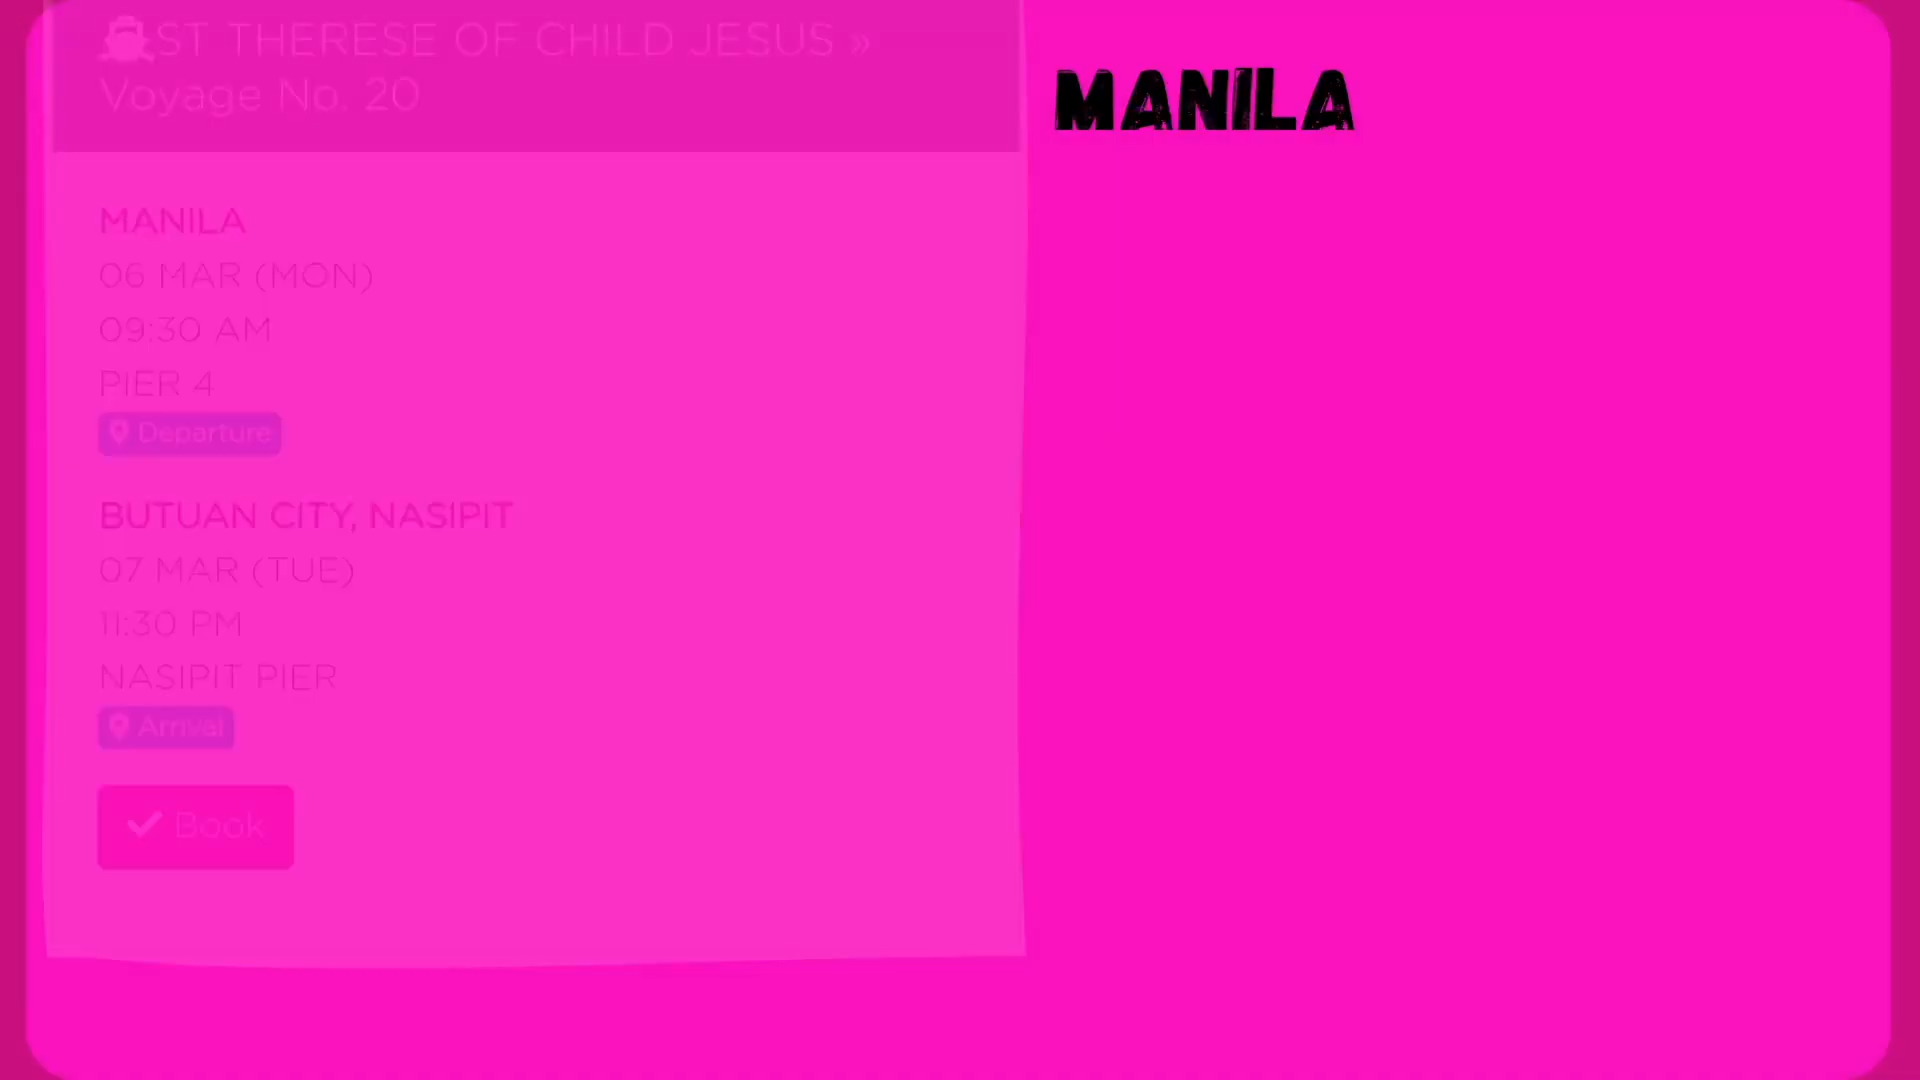 ST THERESE OF CHILD JESUS »
Voyage No. 20
MANILA
06 MAR (MON)
09:30 AM
PIER 4
Departure
BUTUAN CITY, NASIPIT
07 MAR (TUE)
11:30 PM
NASIPIT PIER
Arrival
Book
MANILA